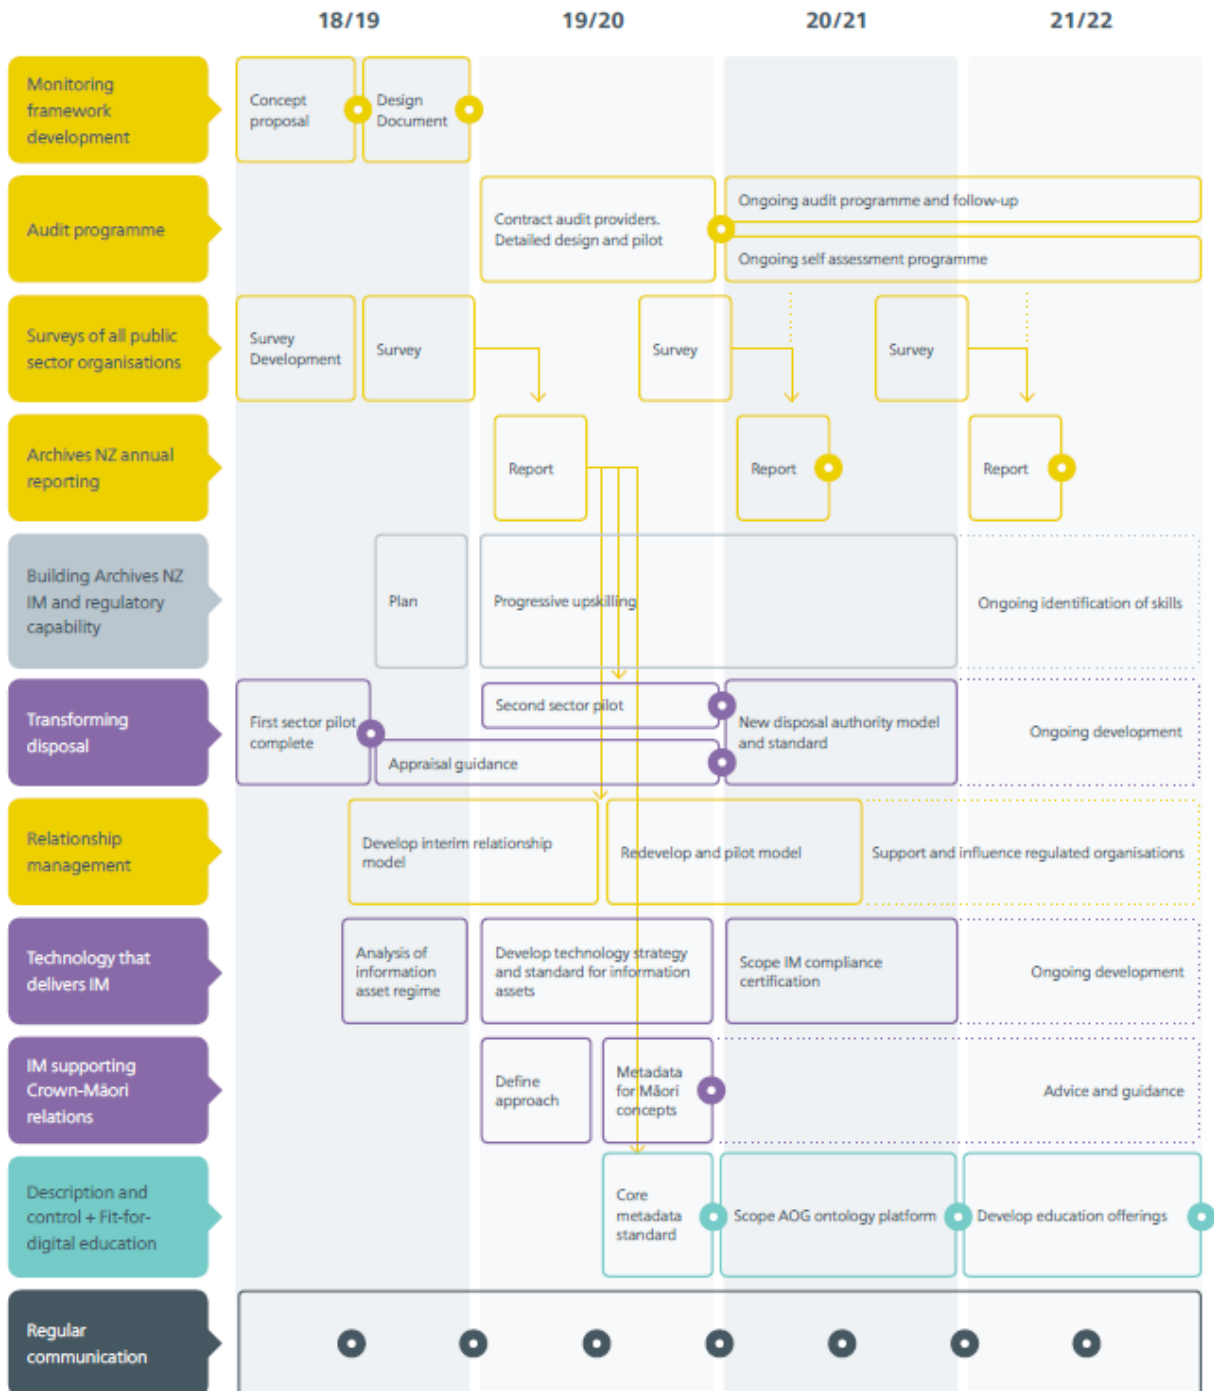 18/19
19/20
20/21
21/22
Monitoring
framework
development
Concept
proposal
Design
Document
Audit programme
Contract audit providers.
Detailed design and pilot
Ongoing audit programme and follow-up
Ongoing self assessment programme
Surveys of all public
sector organisations
Survey
Development
Survey
Survey
Survey
Archives NZ annual
reporting
Report
Report
Report
Building Archives NZ
IM and regulatory
capability
Plan
Progressive upskilling
Ongoing identification of skills
Transforming
disposal
First sector pilot
complete
Second sector pilot
Appraisal guidance
New disposal authority model
and standard
Ongoing development
Relationship
management
Develop interim relationship
model
Redevelop and pilot model
Support and influence regulated organisations
Technology that
delivers IM
Analysis of
information
asset regime
Develop technology strategy
and standard for information
assets
Scope IM compliance
certification
Ongoing development
IM supporting
Crown-Māori
relations
Define
approach
Metadata
for Māori
concepts
Advice and guidance
Description and
control + Fit-for-
digital education
Core
metadata
standard
Scope AOG ontology platform
Develop education offerings
Regular
communication